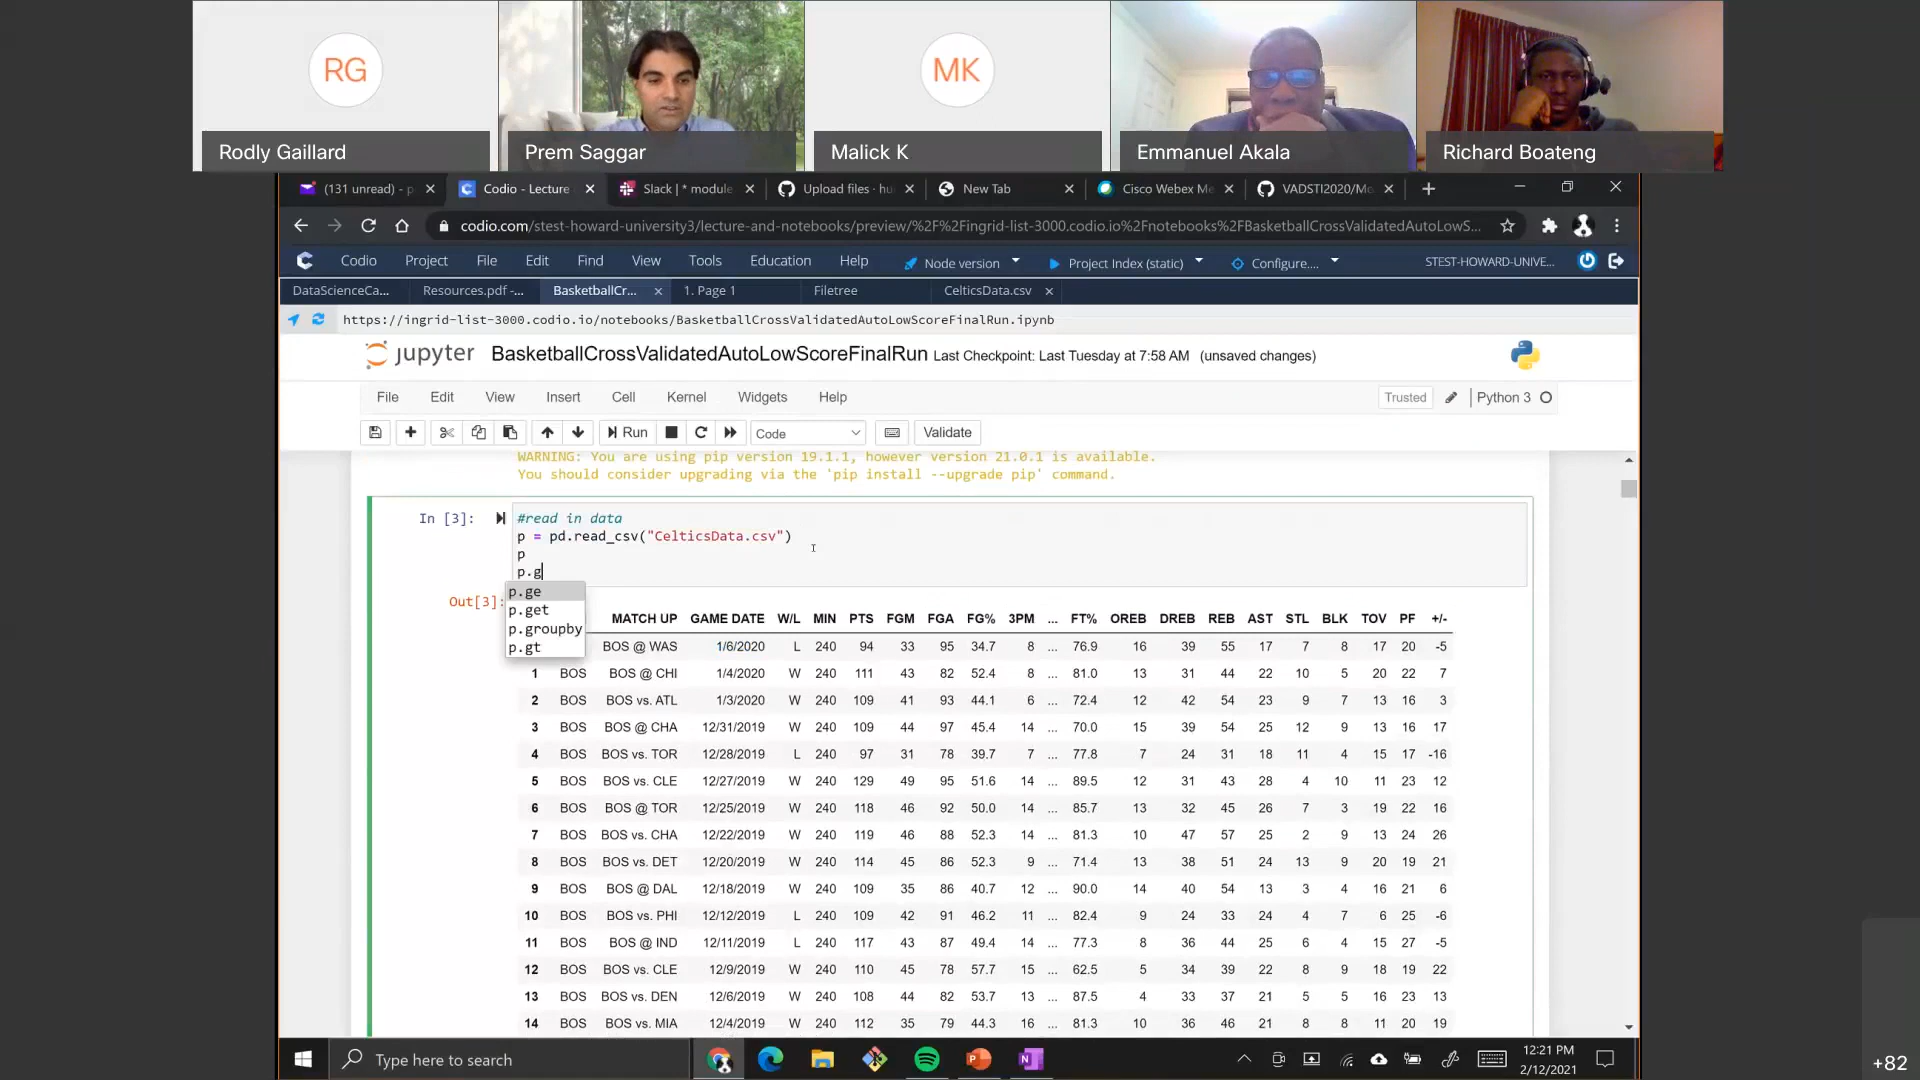 RG
MK
Rodly Gaillard
Prem Saggar
Malick K
Emmanuel Akala
Richard Boateng
(131 unread) - p
Codio - Lecture
Slack | * module
Upload files · hu
New Tab
Cisco Webex Me
VADSTI2020/Mo
codio.com/stest-howard-university3/lecture-and-notebooks/preview/%2F%2Fingrid-list-3000.codio.io%2Fnotebooks%2FBasketballCrossValidatedAutoLowS...
Codio Project File Edit Find View Tools Education Help Node version Project Index (static) Configure.... STEST-HOWARD-UNIVE...
DataScienceCa... Resources.pdf -... BasketballCr... 1. Page 1 Filetree CelticsData.csv
https://ingrid-list-3000.codio.io/notebooks/BasketballCrossValidatedAutoLowScoreFinalRun.ipynb
jupyter BasketballCrossValidatedAutoLowScoreFinalRun Last Checkpoint: Last Tuesday at 7:58 AM (unsaved changes)
File Edit View Insert Cell Kernel Widgets Help Trusted Python 3
Run Code Validate
WARNING: You are using pip version 19.1.1, however version 21.0.1 is available.
You should consider upgrading via the 'pip install --upgrade pip' command.
In [3]: #read in data
p = pd.read_csv("CelticsData.csv")
p
p.g
p.ge
p.get
p.groupby
p.gt
Out[3]:
MATCH UP GAME DATE W/L MIN PTS FGM FGA FG% 3PM ... FT% OREB DREB REB AST STL BLK TOV PF +/-
BOS @ WAS 1/6/2020 L 240 94 33 95 34.7 8 ... 76.9 16 39 55 17 7 8 17 20 -5
1 BOS BOS @ CHI 1/4/2020 W 240 111 43 82 52.4 8 ... 81.0 13 31 44 22 10 5 20 22 7
2 BOS BOS vs. ATL 1/3/2020 W 240 109 41 93 44.1 6 ... 72.4 12 42 54 23 9 7 13 16 3
3 BOS BOS @ CHA 12/31/2019 W 240 109 44 97 45.4 14 ... 70.0 15 39 54 25 12 9 13 16 17
4 BOS BOS vs. TOR 12/28/2019 L 240 97 31 78 39.7 7 ... 77.8 7 24 31 18 11 4 15 17 -16
5 BOS BOS vs. CLE 12/27/2019 W 240 129 49 95 51.6 14 ... 89.5 12 31 43 28 4 10 11 23 12
6 BOS BOS @ TOR 12/25/2019 W 240 118 46 92 50.0 14 ... 85.7 13 32 45 26 7 3 19 22 16
7 BOS BOS vs. CHA 12/22/2019 W 240 119 46 88 52.3 14 ... 81.3 10 47 57 25 2 9 13 24 26
8 BOS BOS vs. DET 12/20/2019 W 240 114 45 86 52.3 9 ... 71.4 13 38 51 24 13 9 20 19 21
9 BOS BOS @ DAL 12/18/2019 W 240 109 35 86 40.7 12 ... 90.0 14 40 54 13 3 4 16 21 6
10 BOS BOS vs. PHI 12/12/2019 L 240 109 42 91 46.2 11 ... 82.4 9 24 33 24 4 7 6 25 -6
11 BOS BOS @ IND 12/11/2019 L 240 117 43 87 49.4 14 ... 77.3 8 36 44 25 6 4 15 27 -5
12 BOS BOS vs. CLE 12/9/2019 W 240 110 45 78 57.7 15 ... 62.5 5 34 39 22 8 9 18 19 22
13 BOS BOS vs. DEN 12/6/2019 W 240 108 44 82 53.7 13 ... 87.5 4 33 37 21 5 5 16 23 13
14 BOS BOS vs. MIA 12/4/2019 W 240 112 35 79 44.3 16 ... 81.3 10 36 46 21 8 8 11 20 19
Type here to search
12:21 PM
2/12/2021
+82